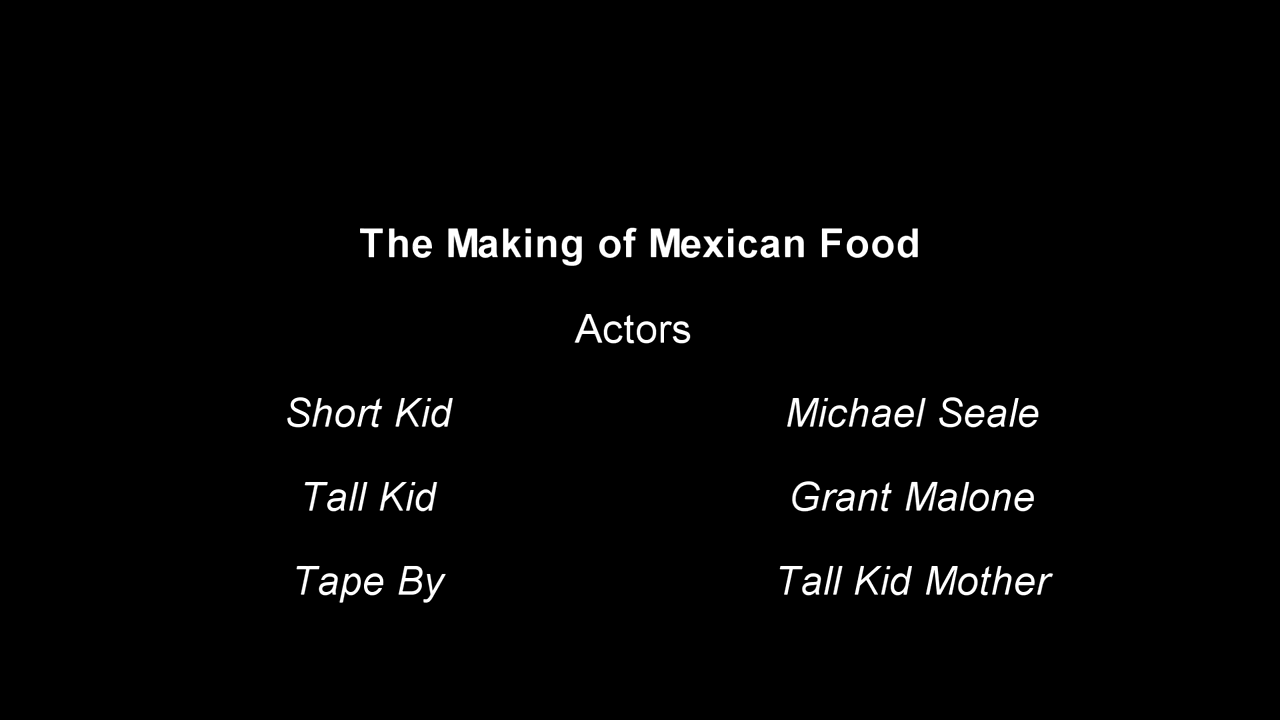 The Making of Mexican Food
Actors
Short Kid Michael Seale
Tall Kid Grant Malone
Tape By Tall Kid Mother